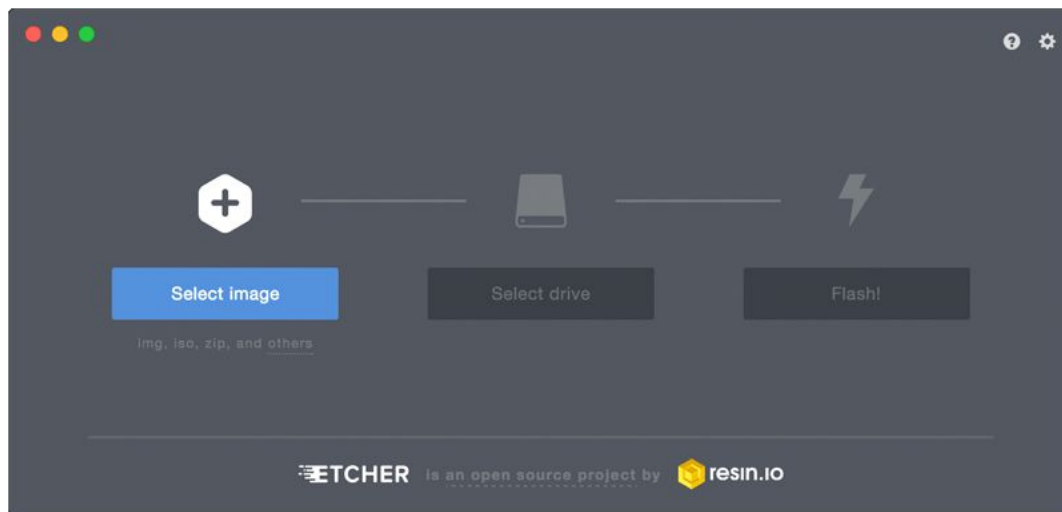 Select image
Select drive
Flash!
img, iso, zip, and others
ETCHER is an open source project by resin.io